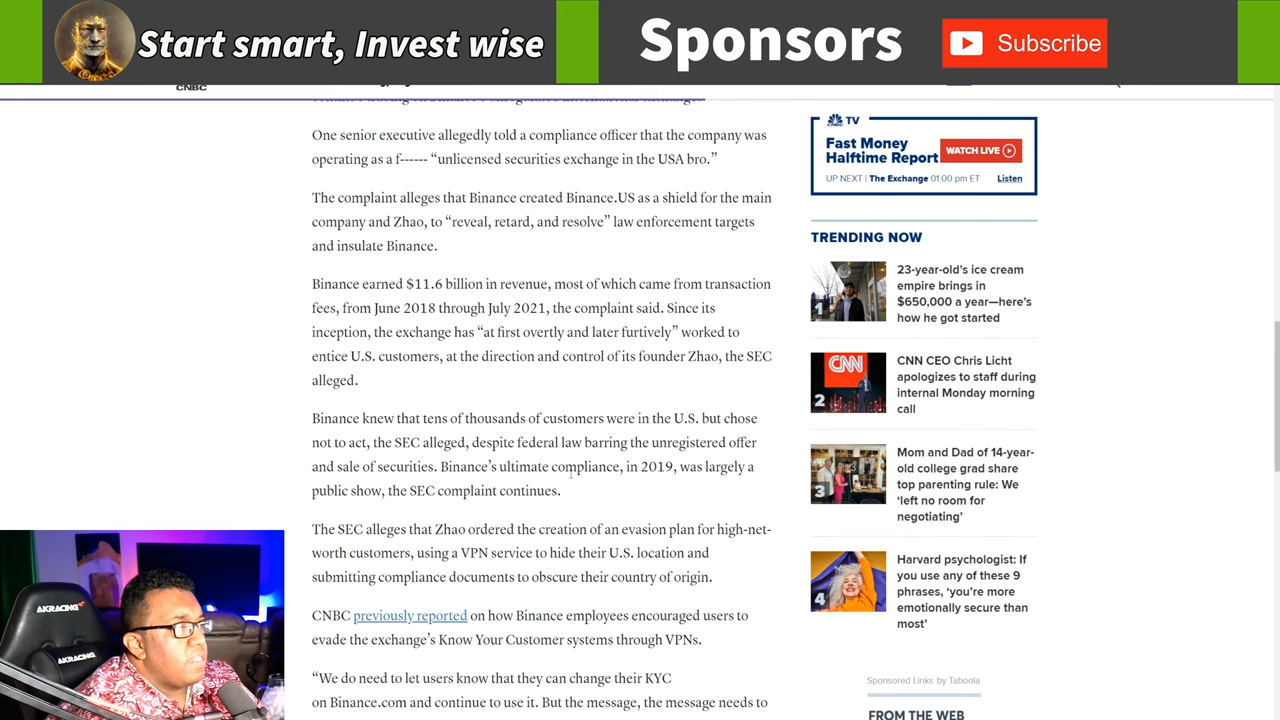 Start smart, Invest wise
Sponsors
Subscribe
CNBC
One senior executive allegedly told a compliance officer that the company was
operating as a f------ “unlicensed securities exchange in the USA bro.”
The complaint alleges that Binance created Binance.US as a shield for the main
company and Zhao, to “reveal, retard, and resolve” law enforcement targets
and insulate Binance.
Binance earned $11.6 billion in revenue, most of which came from transaction
fees, from June 2018 through July 2021, the complaint said. Since its
inception, the exchange has “at first overtly and later furtively” worked to
entice U.S. customers, at the direction and control of its founder Zhao, the SEC
alleged.
Binance knew that tens of thousands of customers were in the U.S. but chose
not to act, the SEC alleged, despite federal law barring the unregistered offer
and sale of securities. Binance’s ultimate compliance, in 2019, was largely a
public show, the SEC complaint continues.
The SEC alleges that Zhao ordered the creation of an evasion plan for high-net-
worth customers, using a VPN service to hide their U.S. location and
submitting compliance documents to obscure their country of origin.
CNBC previously reported on how Binance employees encouraged users to
evade the exchange’s Know Your Customer systems through VPNs.
“We do need to let users know that they can change their KYC
on Binance.com and continue to use it. But the message, the message needs to
TV
Fast Money
Halftime Report
WATCH LIVE
UP NEXT | The Exchange 01:00 pm ET
Listen
TRENDING NOW
1
23-year-old’s ice cream
empire brings in
$650,000 a year—here’s
how he got started
CNN
2
CNN CEO Chris Licht
apologizes to staff during
internal Monday morning
call
3
Mom and Dad of 14-year-
old college grad share
top parenting rule: We
‘left no room for
negotiating’
4
Harvard psychologist: If
you use any of these 9
phrases, ‘you’re more
emotionally secure than
most’
Sponsored Links by Taboola
FROM THE WEB
AKRACING
AKRACING